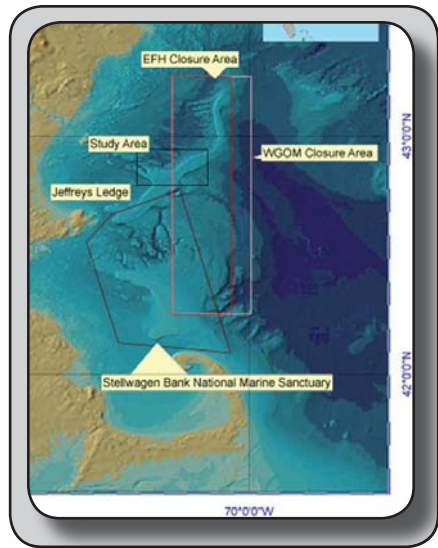 EFH Closure Area
43°0'0"N
Study Area
WGOM Closure Area
Jeffreys Ledge
42°0'0"N
Stellwagen Bank National Marine Sanctuary
70°0'0"W